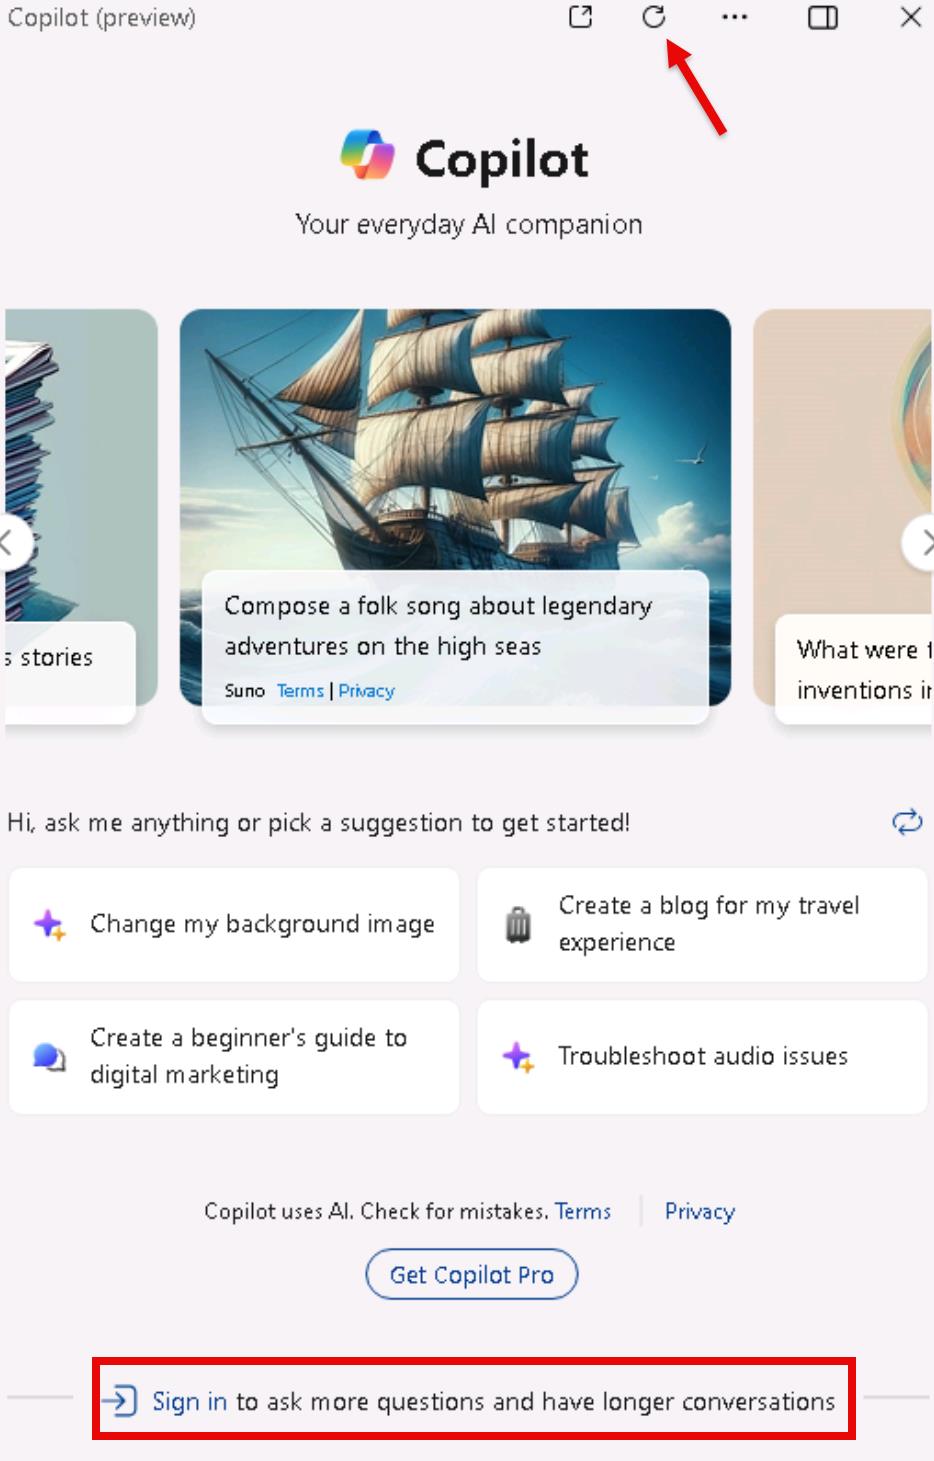 Copilot (preview)
Copilot
Your everyday AI companion
s stories
Compose a folk song about legendary
adventures on the high seas
Suno Terms | Privacy
What were
inventions
Hi, ask me anything or pick a suggestion to get started!
Change my background image
Create a blog for my travel
experience
Create a beginner's guide to
digital marketing
Troubleshoot audio issues
Copilot uses AI. Check for mistakes. Terms | Privacy
Get Copilot Pro
Sign in to ask more questions and have longer conversations